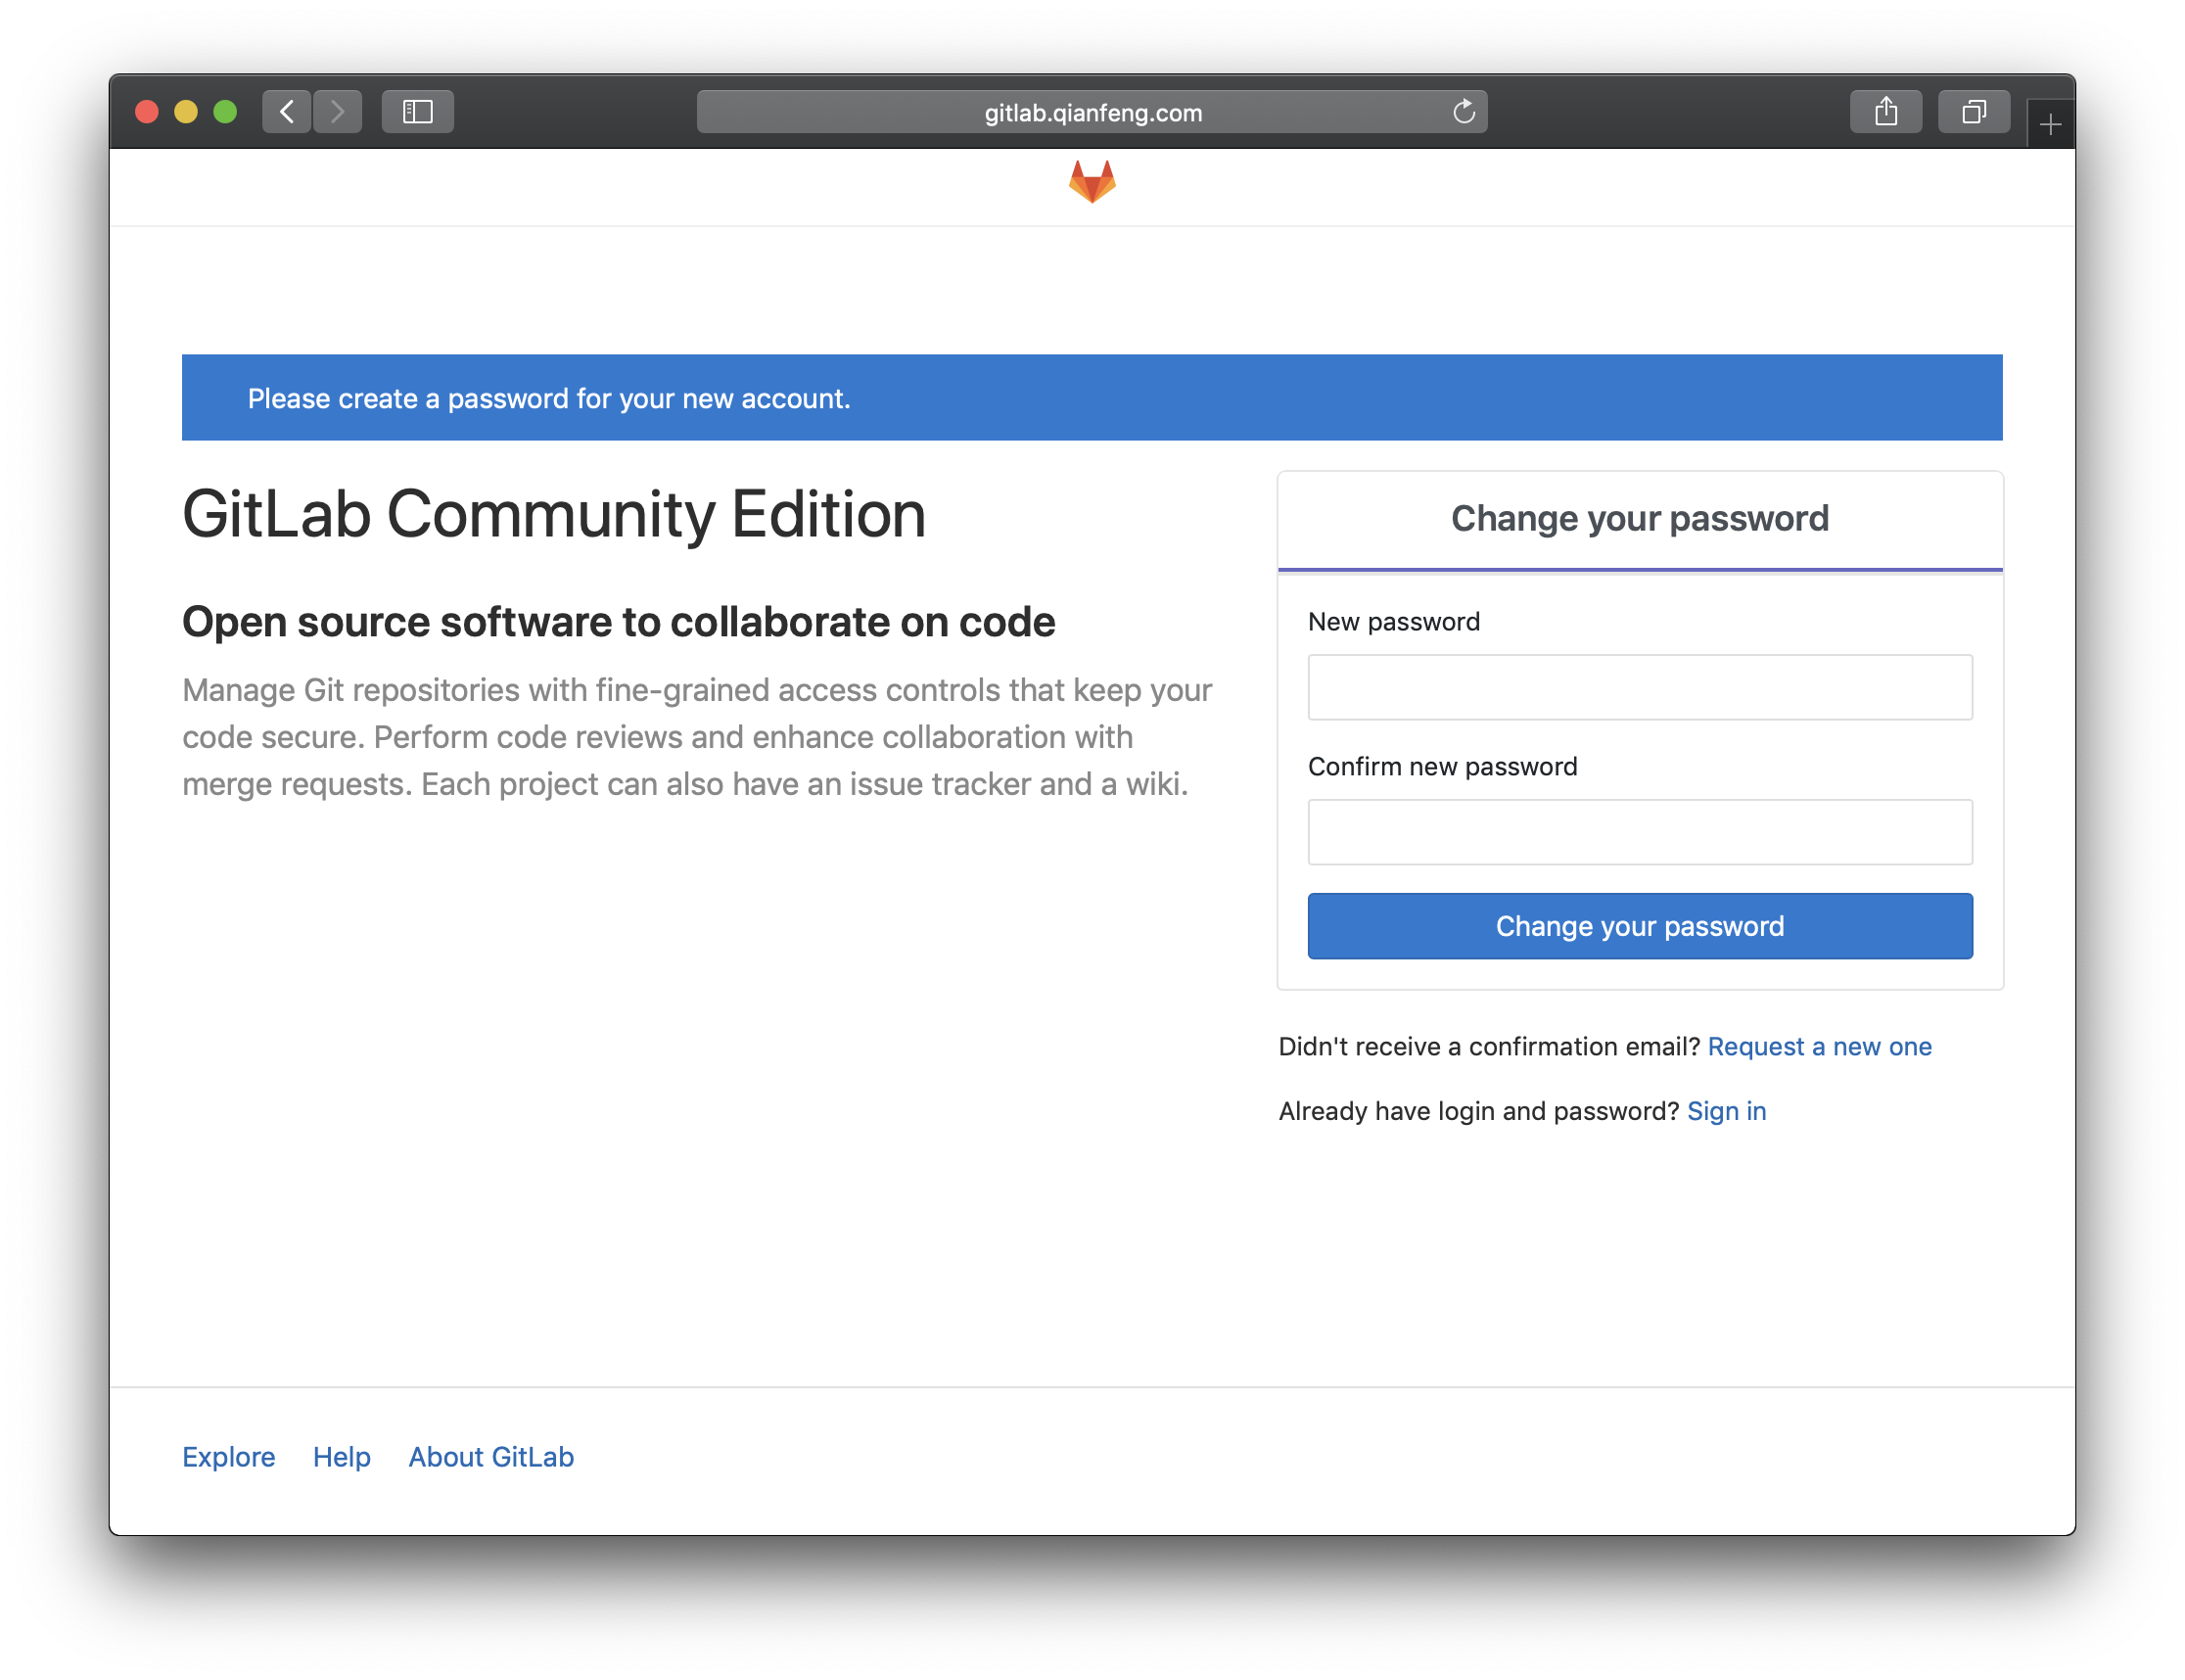 gitlab.qianfeng.com
Please create a password for your new account.
GitLab Community Edition
Open source software to collaborate on code
Manage Git repositories with fine-grained access controls that keep your
code secure. Perform code reviews and enhance collaboration with
merge requests. Each project can also have an issue tracker and a wiki.
Change your password
New password
Confirm new password
Change your password
Didn't receive a confirmation email? Request a new one
Already have login and password? Sign in
Explore Help About GitLab